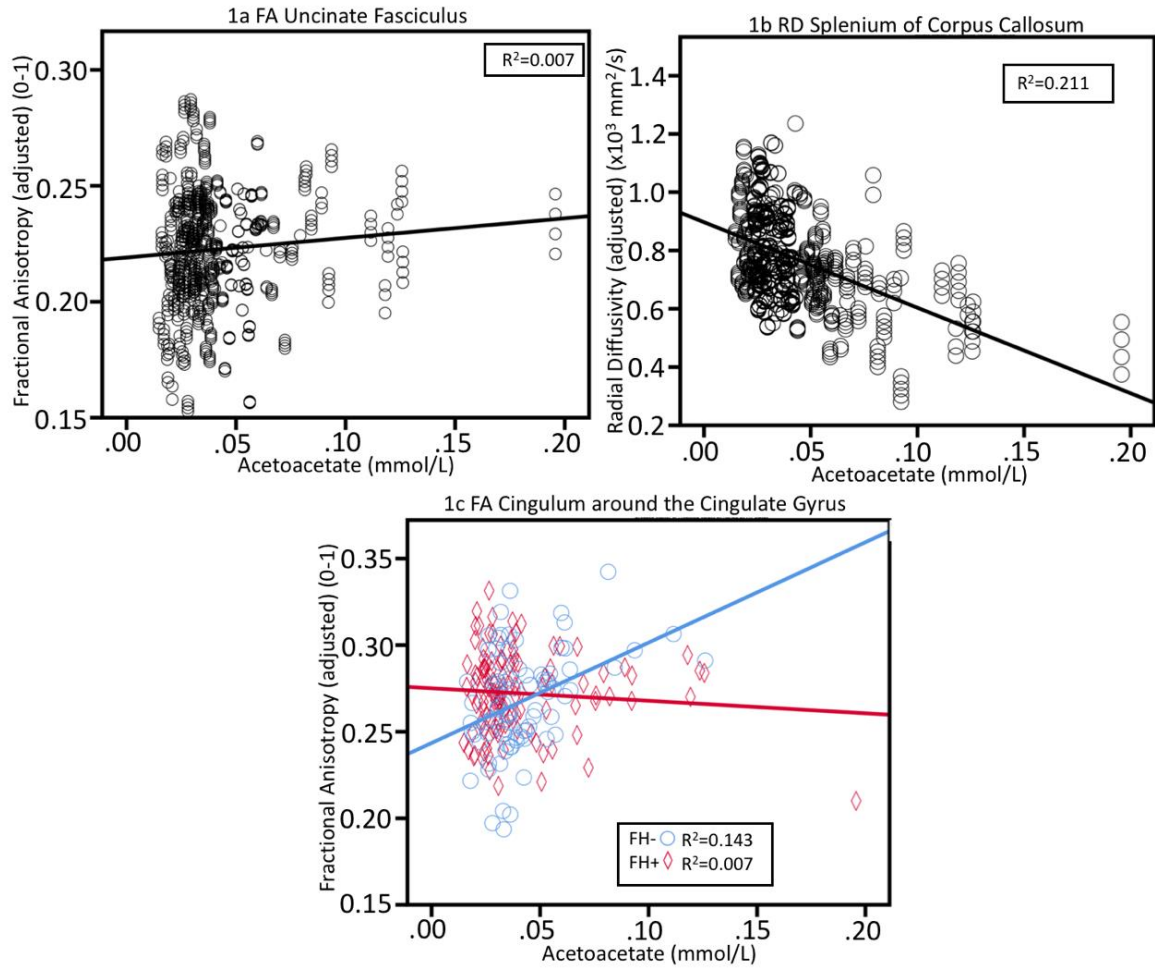 1a FA Uncinate Fasciculus
R²=0.007
Fractional Anisotropy (adjusted) (0-1)
0.30
0.25
0.20
0.15
.00 .05 .10 .15 .20
Acetoacetate (mmol/L)
1b RD Splenium of Corpus Callosum
R²=0.211
Radial Diffusivity (adjusted) (x10³ mm²/s)
1.4
1.2
1.0
0.8
0.6
0.4
0.2
.00 .05 .10 .15 .20
Acetoacetate (mmol/L)
1c FA Cingulum around the Cingulate Gyrus
Fractional Anisotropy (adjusted) (0-1)
0.35
0.30
0.25
0.20
0.15
FH- R²=0.143
FH+ R²=0.007
.00 .05 .10 .15 .20
Acetoacetate (mmol/L)